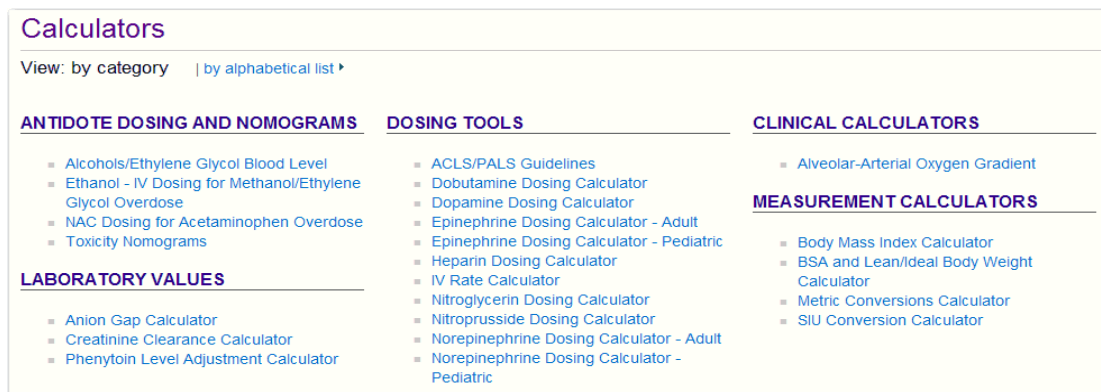 Calculators
View: by category | by alphabetical list
ANTIDOTE DOSING AND NOMOGRAMS
Alcohols/Ethylene Glycol Blood Level
Ethanol - IV Dosing for Methanol/Ethylene
Glycol Overdose
NAC Dosing for Acetaminophen Overdose
Toxicity Nomograms
LABORATORY VALUES
Anion Gap Calculator
Creatinine Clearance Calculator
Phenytoin Level Adjustment Calculator
DOSING TOOLS
ACLS/PALS Guidelines
Dobutamine Dosing Calculator
Dopamine Dosing Calculator
Epinephrine Dosing Calculator - Adult
Epinephrine Dosing Calculator - Pediatric
Heparin Dosing Calculator
IV Rate Calculator
Nitroglycerin Dosing Calculator
Nitroprusside Dosing Calculator
Norepinephrine Dosing Calculator - Adult
Norepinephrine Dosing Calculator -
Pediatric
CLINICAL CALCULATORS
Alveolar-Arterial Oxygen Gradient
MEASUREMENT CALCULATORS
Body Mass Index Calculator
BSA and Lean/Ideal Body Weight
Calculator
Metric Conversions Calculator
SIU Conversion Calculator